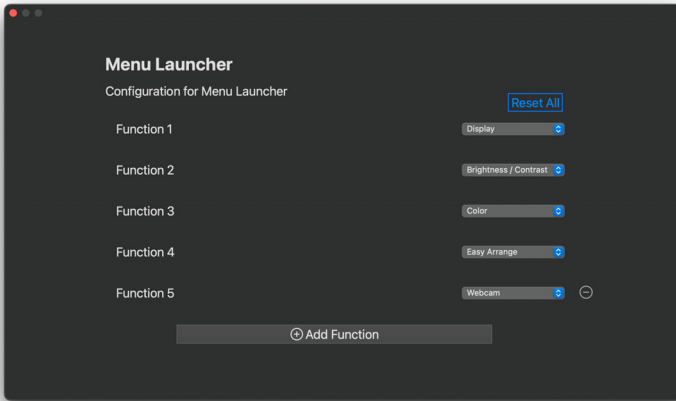 Menu Launcher
Configuration for Menu Launcher
Reset All
Function 1 Display
Function 2 Brightness / Contrast
Function 3 Color
Function 4 Easy Arrange
Function 5 Webcam
Add Function